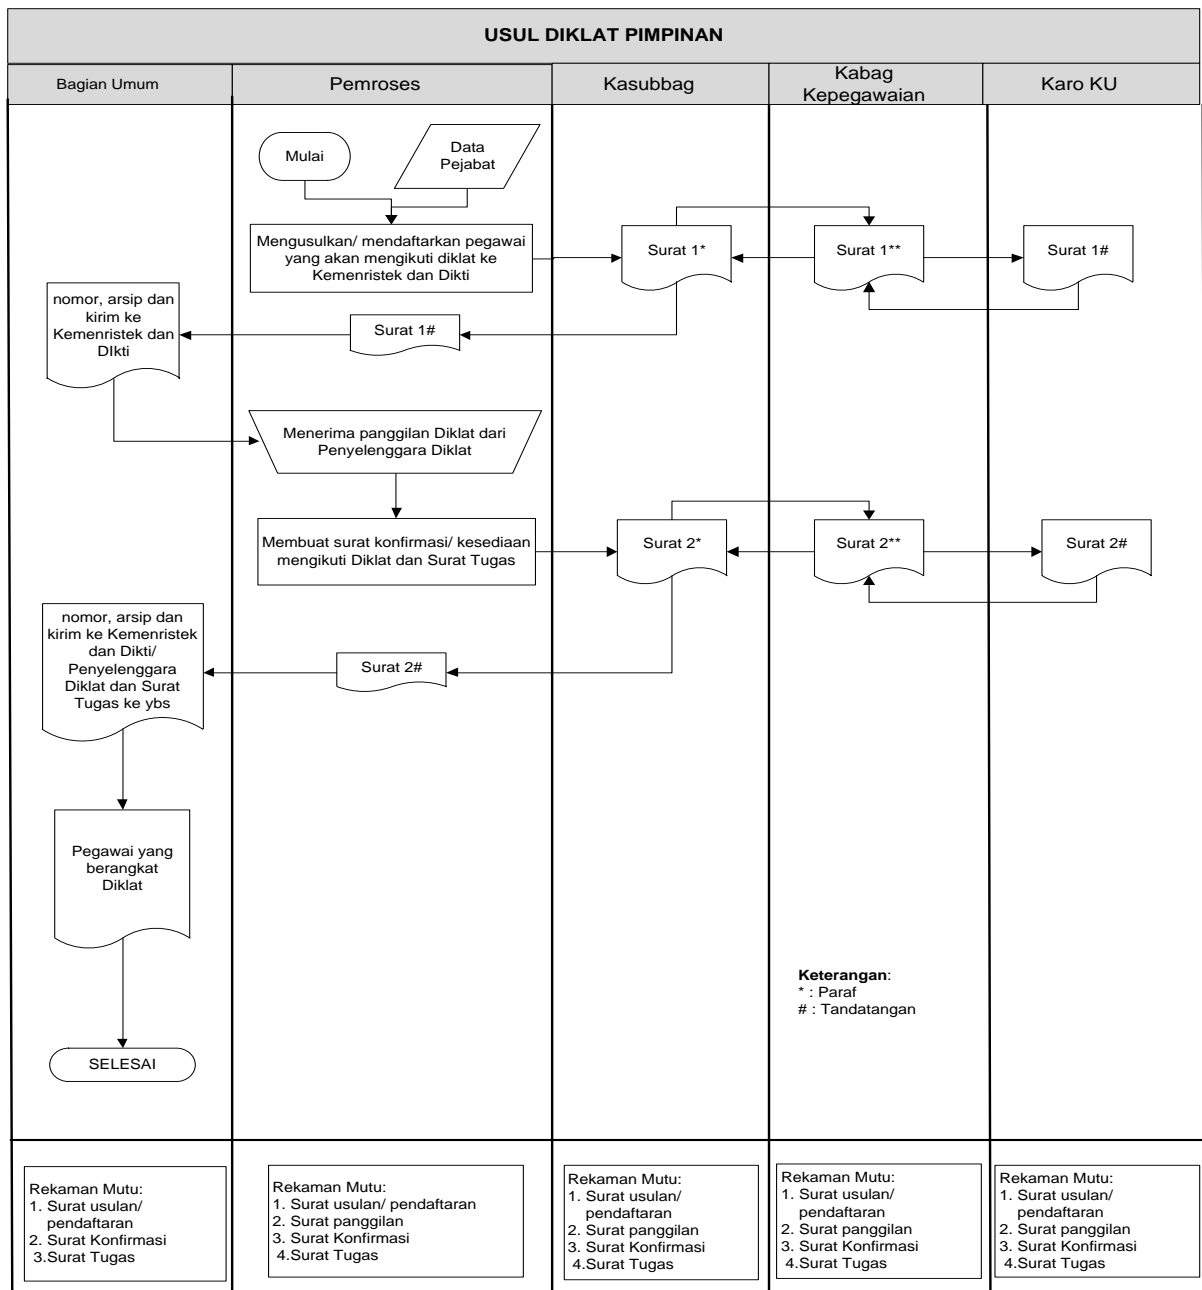 USUL DIKLAT PIMPINAN
Bagian Umum
Pemroses
Kasubbag
Kabag
Kepegawaian
Karo KU
Mulai
Data
Pejabat
Mengusulkan/ mendaftarkan pegawai
yang akan mengikuti diklat ke
Kemenristek dan Dikti
Surat 1*
Surat 1**
Surat 1#
nomor, arsip dan
kirim ke
Kemenristek dan
DIkti
Surat 1#
Menerima panggilan Diklat dari
Penyelenggara Diklat
Membuat surat konfirmasi/ kesediaan
mengikuti Diklat dan Surat Tugas
Surat 2*
Surat 2**
Surat 2#
nomor, arsip dan
kirim ke Kemenristek
dan Dikti/
Penyelenggara
Diklat dan Surat
Tugas ke ybs
Surat 2#
Pegawai yang
berangkat
Diklat
Keterangan:
* : Paraf
# : Tandatangan
SELESAI
Rekaman Mutu:
1. Surat usulan/
pendaftaran
2. Surat Konfirmasi
3.Surat Tugas
Rekaman Mutu:
1. Surat usulan/ pendaftaran
2. Surat panggilan
3. Surat Konfirmasi
4.Surat Tugas
Rekaman Mutu:
1. Surat usulan/
pendaftaran
2. Surat panggilan
3. Surat Konfirmasi
4.Surat Tugas
Rekaman Mutu:
1. Surat usulan/
pendaftaran
2. Surat panggilan
3. Surat Konfirmasi
4.Surat Tugas
Rekaman Mutu:
1. Surat usulan/
pendaftaran
2. Surat panggilan
3. Surat Konfirmasi
4.Surat Tugas